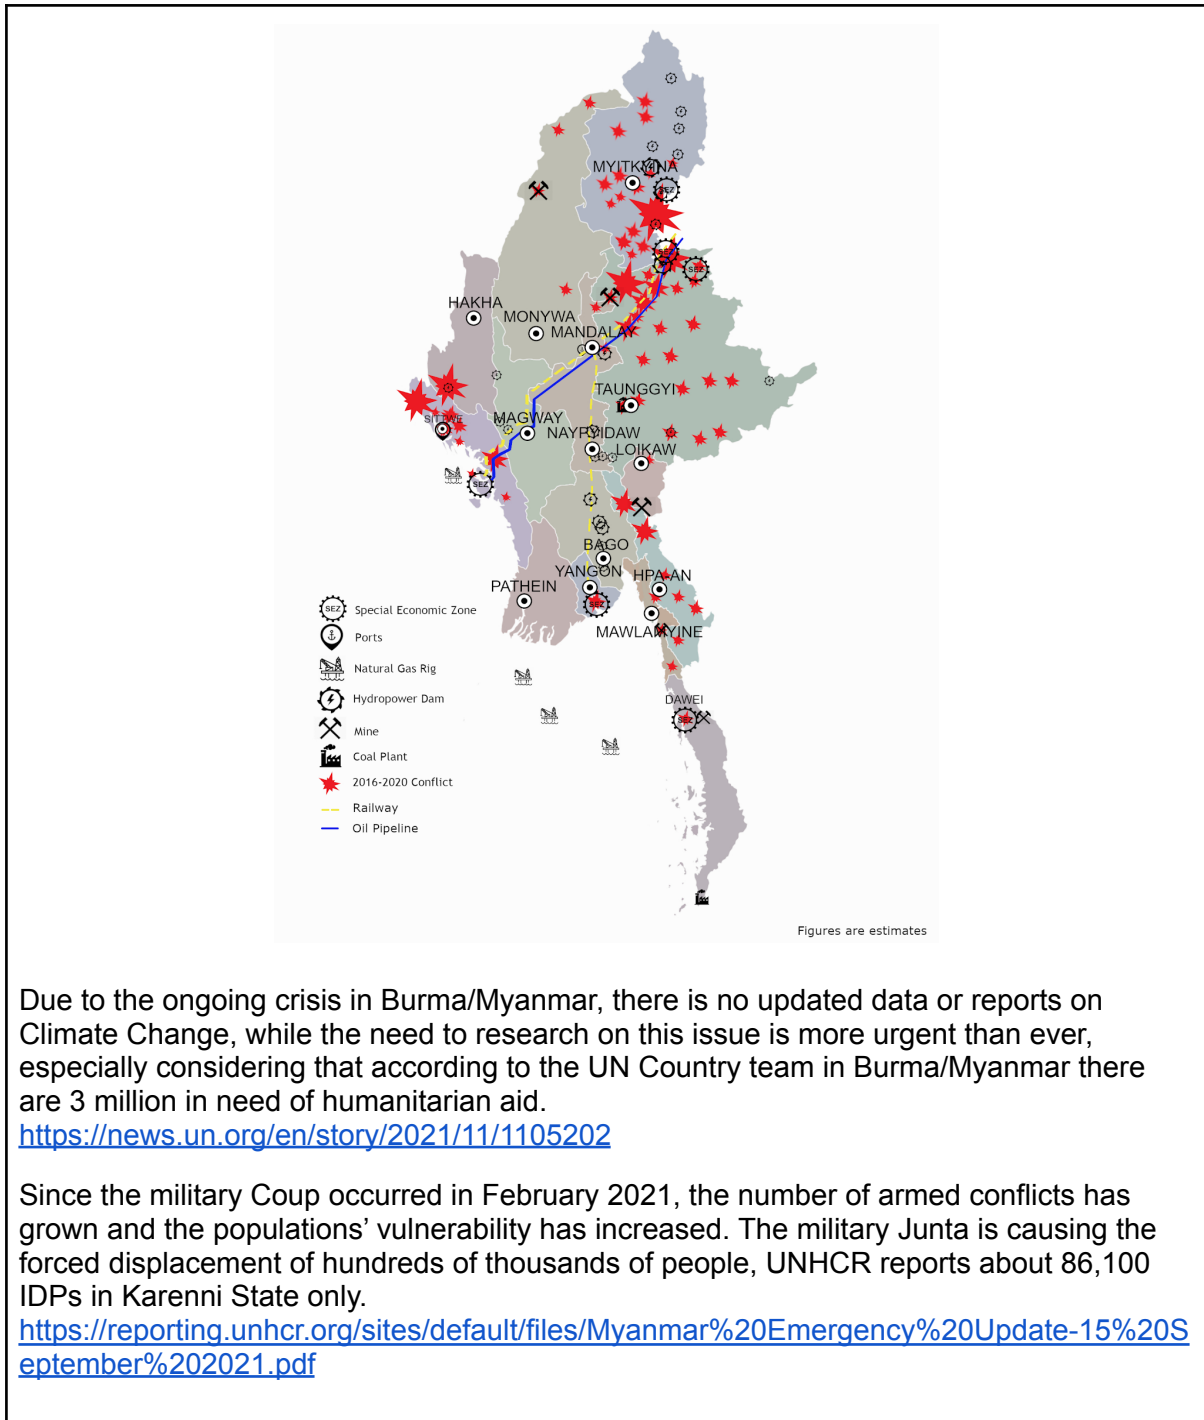 MYITKYINA
SEZ
SEZ
SEZ
HAKHA
MONYWA
MANDALAY
TAUNGGYI
SITTWE
MAGWAY
NAYPYIDAW
LOIKAW
SEZ
BAGO
YANGON
HPA-AN
PATHEIN
SEZ
MAWLAMYINE
SEZ Special Economic Zone
Ports
Natural Gas Rig
Hydropower Dam
DAWEI
SEZ
Mine
Coal Plant
2016-2020 Conflict
Railway
Oil Pipeline
Figures are estimates
Due to the ongoing crisis in Burma/Myanmar, there is no updated data or reports on
Climate Change, while the need to research on this issue is more urgent than ever,
especially considering that according to the UN Country team in Burma/Myanmar there
are 3 million in need of humanitarian aid.
https://news.un.org/en/story/2021/11/1105202
Since the military Coup occurred in February 2021, the number of armed conflicts has
grown and the populations’ vulnerability has increased. The military Junta is causing the
forced displacement of hundreds of thousands of people, UNHCR reports about 86,100
IDPs in Karenni State only.
https://reporting.unhcr.org/sites/default/files/Myanmar%20Emergency%20Update-15%20S
eptember%202021.pdf